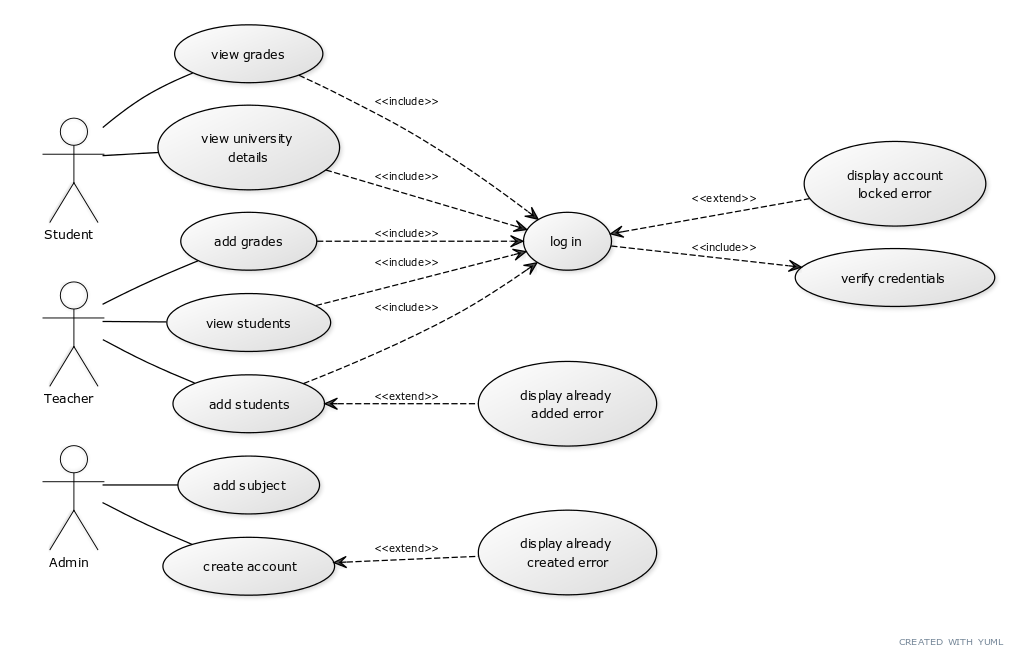 view grades
<<include>>
view university
details
<<include>>
display account
locked error
<<extend>>
Student
add grades
<<include>>
log in
<<include>>
<<include>>
verify credentials
view students
<<include>>
Teacher
add students
<<extend>>
display already
added error
add subject
Admin
create account
<<extend>>
display already
created error
CREATED WITH YUML